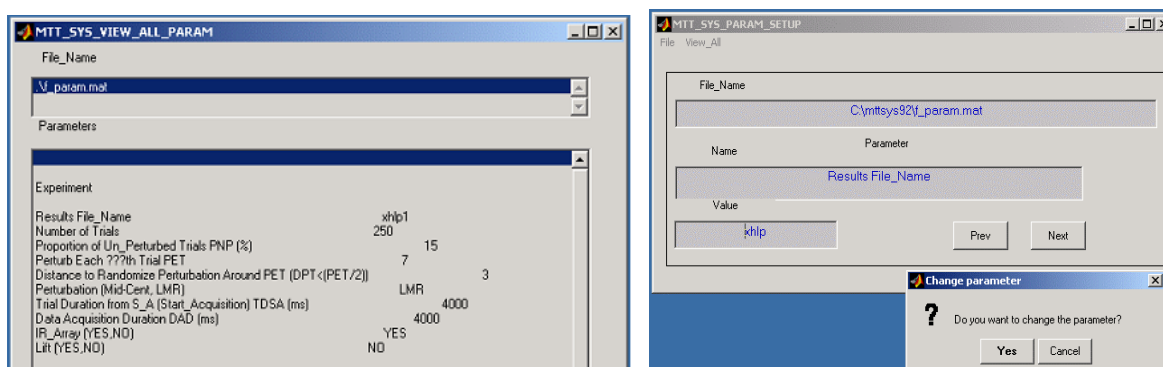 MTT_SYS_VIEW_ALL_PARAM
File_Name
.\f_param.mat
Parameters
Experiment
Results File_Name xhlp1
Number of Trials 250
Proportion of Un_Perturbed Trials PNP (%) 15
Perturb Each ???th Trial PET 7
Distance to Randomize Perturbation Around PET (DPT<(PET/2)) 3
Perturbation (Mid-Cent, LMR) LMR
Trial Duration from S_A (Start_Acquisition) TDSA (ms) 4000
Data Acquisition Duration DAD (ms) 4000
IR_Array (YES,NO) YES
Lift (YES,NO) NO
MTT_SYS_PARAM_SETUP
File View_All
File_Name
C:\mttsys92\f_param.mat
Parameter
Name
Results File_Name
Value
xhlp
Prev Next
Change parameter
? Do you want to change the parameter?
Yes Cancel